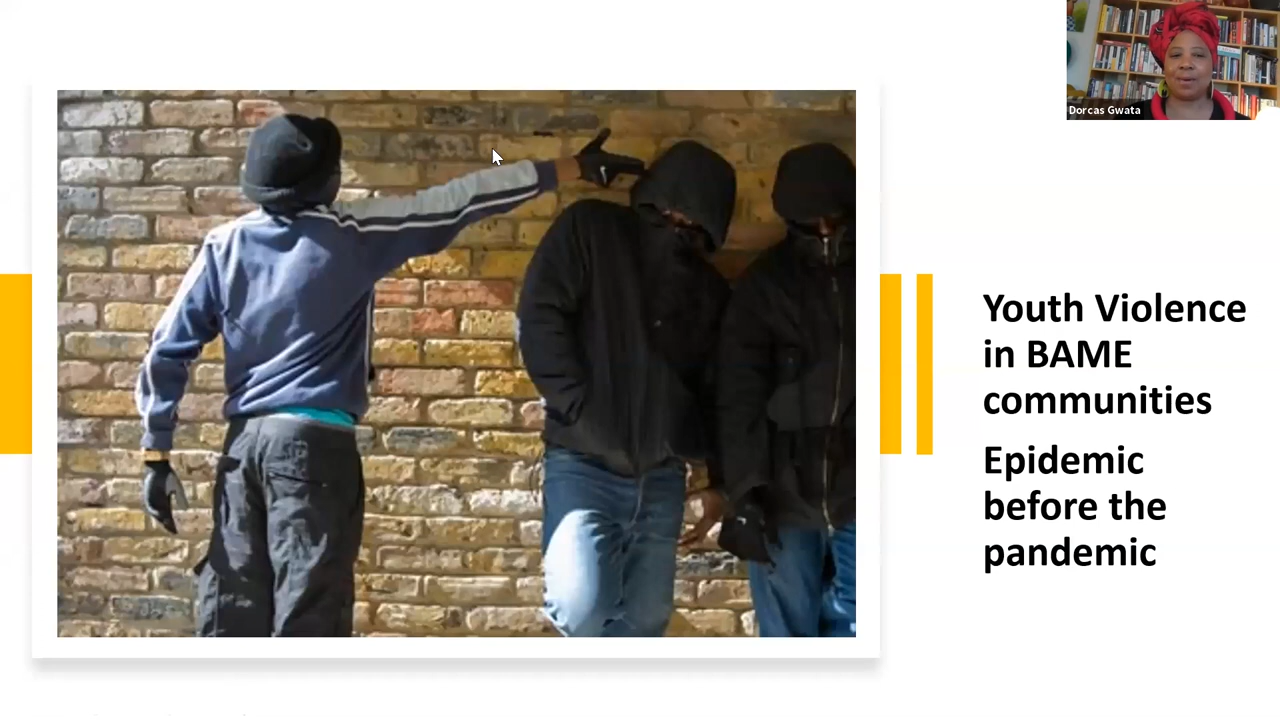 Dorcas Gwata
Youth Violence
in BAME
communities
Epidemic
before the
pandemic